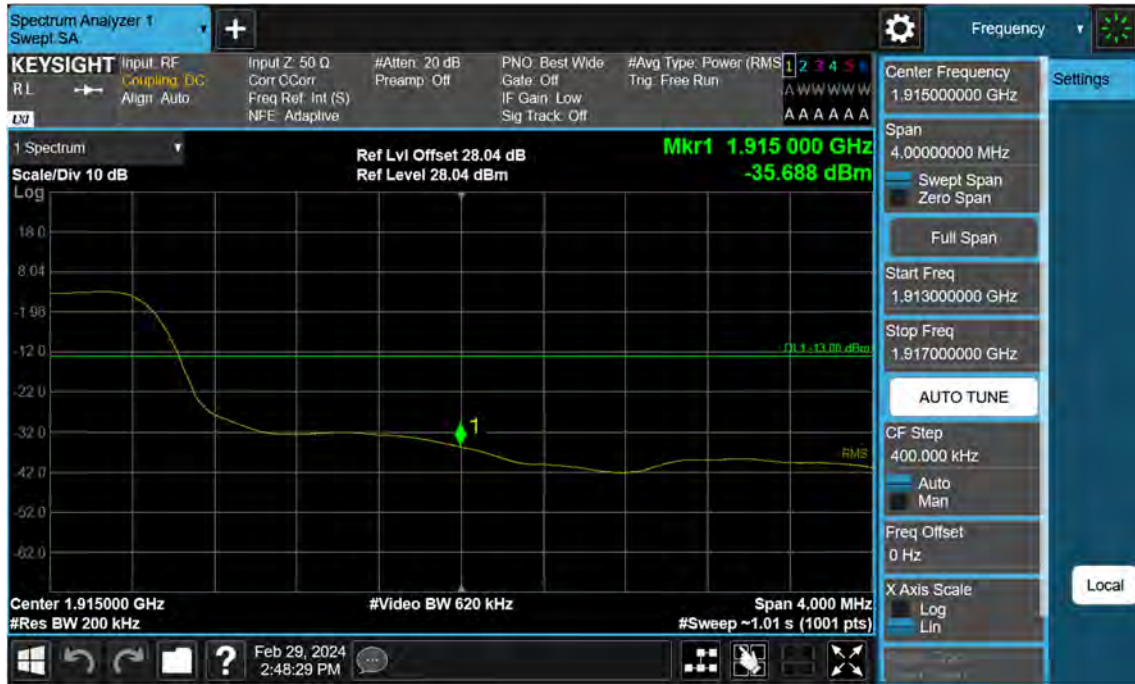 Spectrum Analyzer 1
Swept SA
Frequency
KEYSIGHT
RL
LXI
Input: RF
Coupling: DC
Align: Auto
Input Z: 50 Ω
Corr CCorr
Freq Ref: Int (S)
NFE: Adaptive
#Atten: 20 dB
Preamp: Off
PNO: Best Wide
Gate: Off
IF Gain: Low
Sig Track: Off
#Avg Type: Power (RMS
Trig: Free Run
1 2 3 4 5 6
A W W W W W
A A A A A A
1 Spectrum
Scale/Div 10 dB
Ref Lvl Offset 28.04 dB
Ref Level 28.04 dBm
Mkr1 1.915 000 GHz
-35.688 dBm
Log
18.0
8.04
-1.96
-12.0
DL1 -13.00 dBm
-22.0
-32.0
1
RMS
-42.0
-52.0
-62.0
Center 1.915000 GHz
#Video BW 620 kHz
Span 4.000 MHz
#Res BW 200 kHz
#Sweep ~1.01 s (1001 pts)
?
Feb 29, 2024
2:48:29 PM
Center Frequency
1.915000000 GHz
Settings
Span
4.00000000 MHz
Swept Span
Zero Span
Full Span
Start Freq
1.913000000 GHz
Stop Freq
1.917000000 GHz
AUTO TUNE
CF Step
400.000 kHz
Auto
Man
Freq Offset
0 Hz
X Axis Scale
Log
Lin
Local